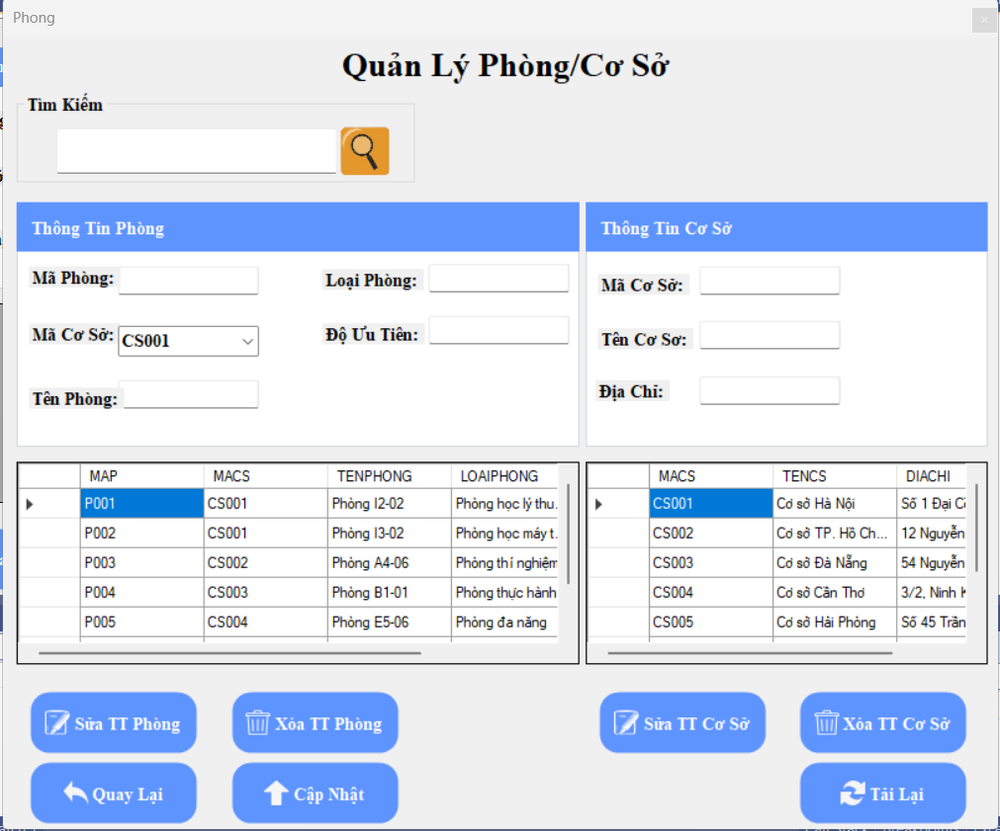 Phong
Quản Lý Phòng/Cơ Sở
Tìm Kiếm
Thông Tin Phòng
Mã Phòng:
Loại Phòng:
Mã Cơ Sở:
CS001
Độ Ưu Tiên:
Tên Phòng:
Thông Tin Cơ Sở
Mã Cơ Sở:
Tên Cơ Sơ:
Địa Chỉ:
MAP MACS TENPHONG LOAIPHONG
P001 CS001 Phòng I2-02 Phòng học lý thu...
P002 CS001 Phòng I3-02 Phòng học máy t...
P003 CS002 Phòng A4-06 Phòng thí nghiệm
P004 CS003 Phòng B1-01 Phòng thực hành
P005 CS004 Phòng E5-06 Phòng đa năng
MACS TENCS DIACHI
CS001 Cơ sở Hà Nội Số 1 Đại
CS002 Cơ sở TP. Hồ Ch... 12 Nguyễn
CS003 Cơ sở Đà Nẵng 54 Nguyễn
CS004 Cơ sở Cần Thơ 3/2, Ninh
CS005 Cơ sở Hải Phòng Số 45 Trần
Sửa TT Phòng
Xóa TT Phòng
Sửa TT Cơ Sở
Xóa TT Cơ Sở
Quay Lại
Cập Nhật
Tải Lại